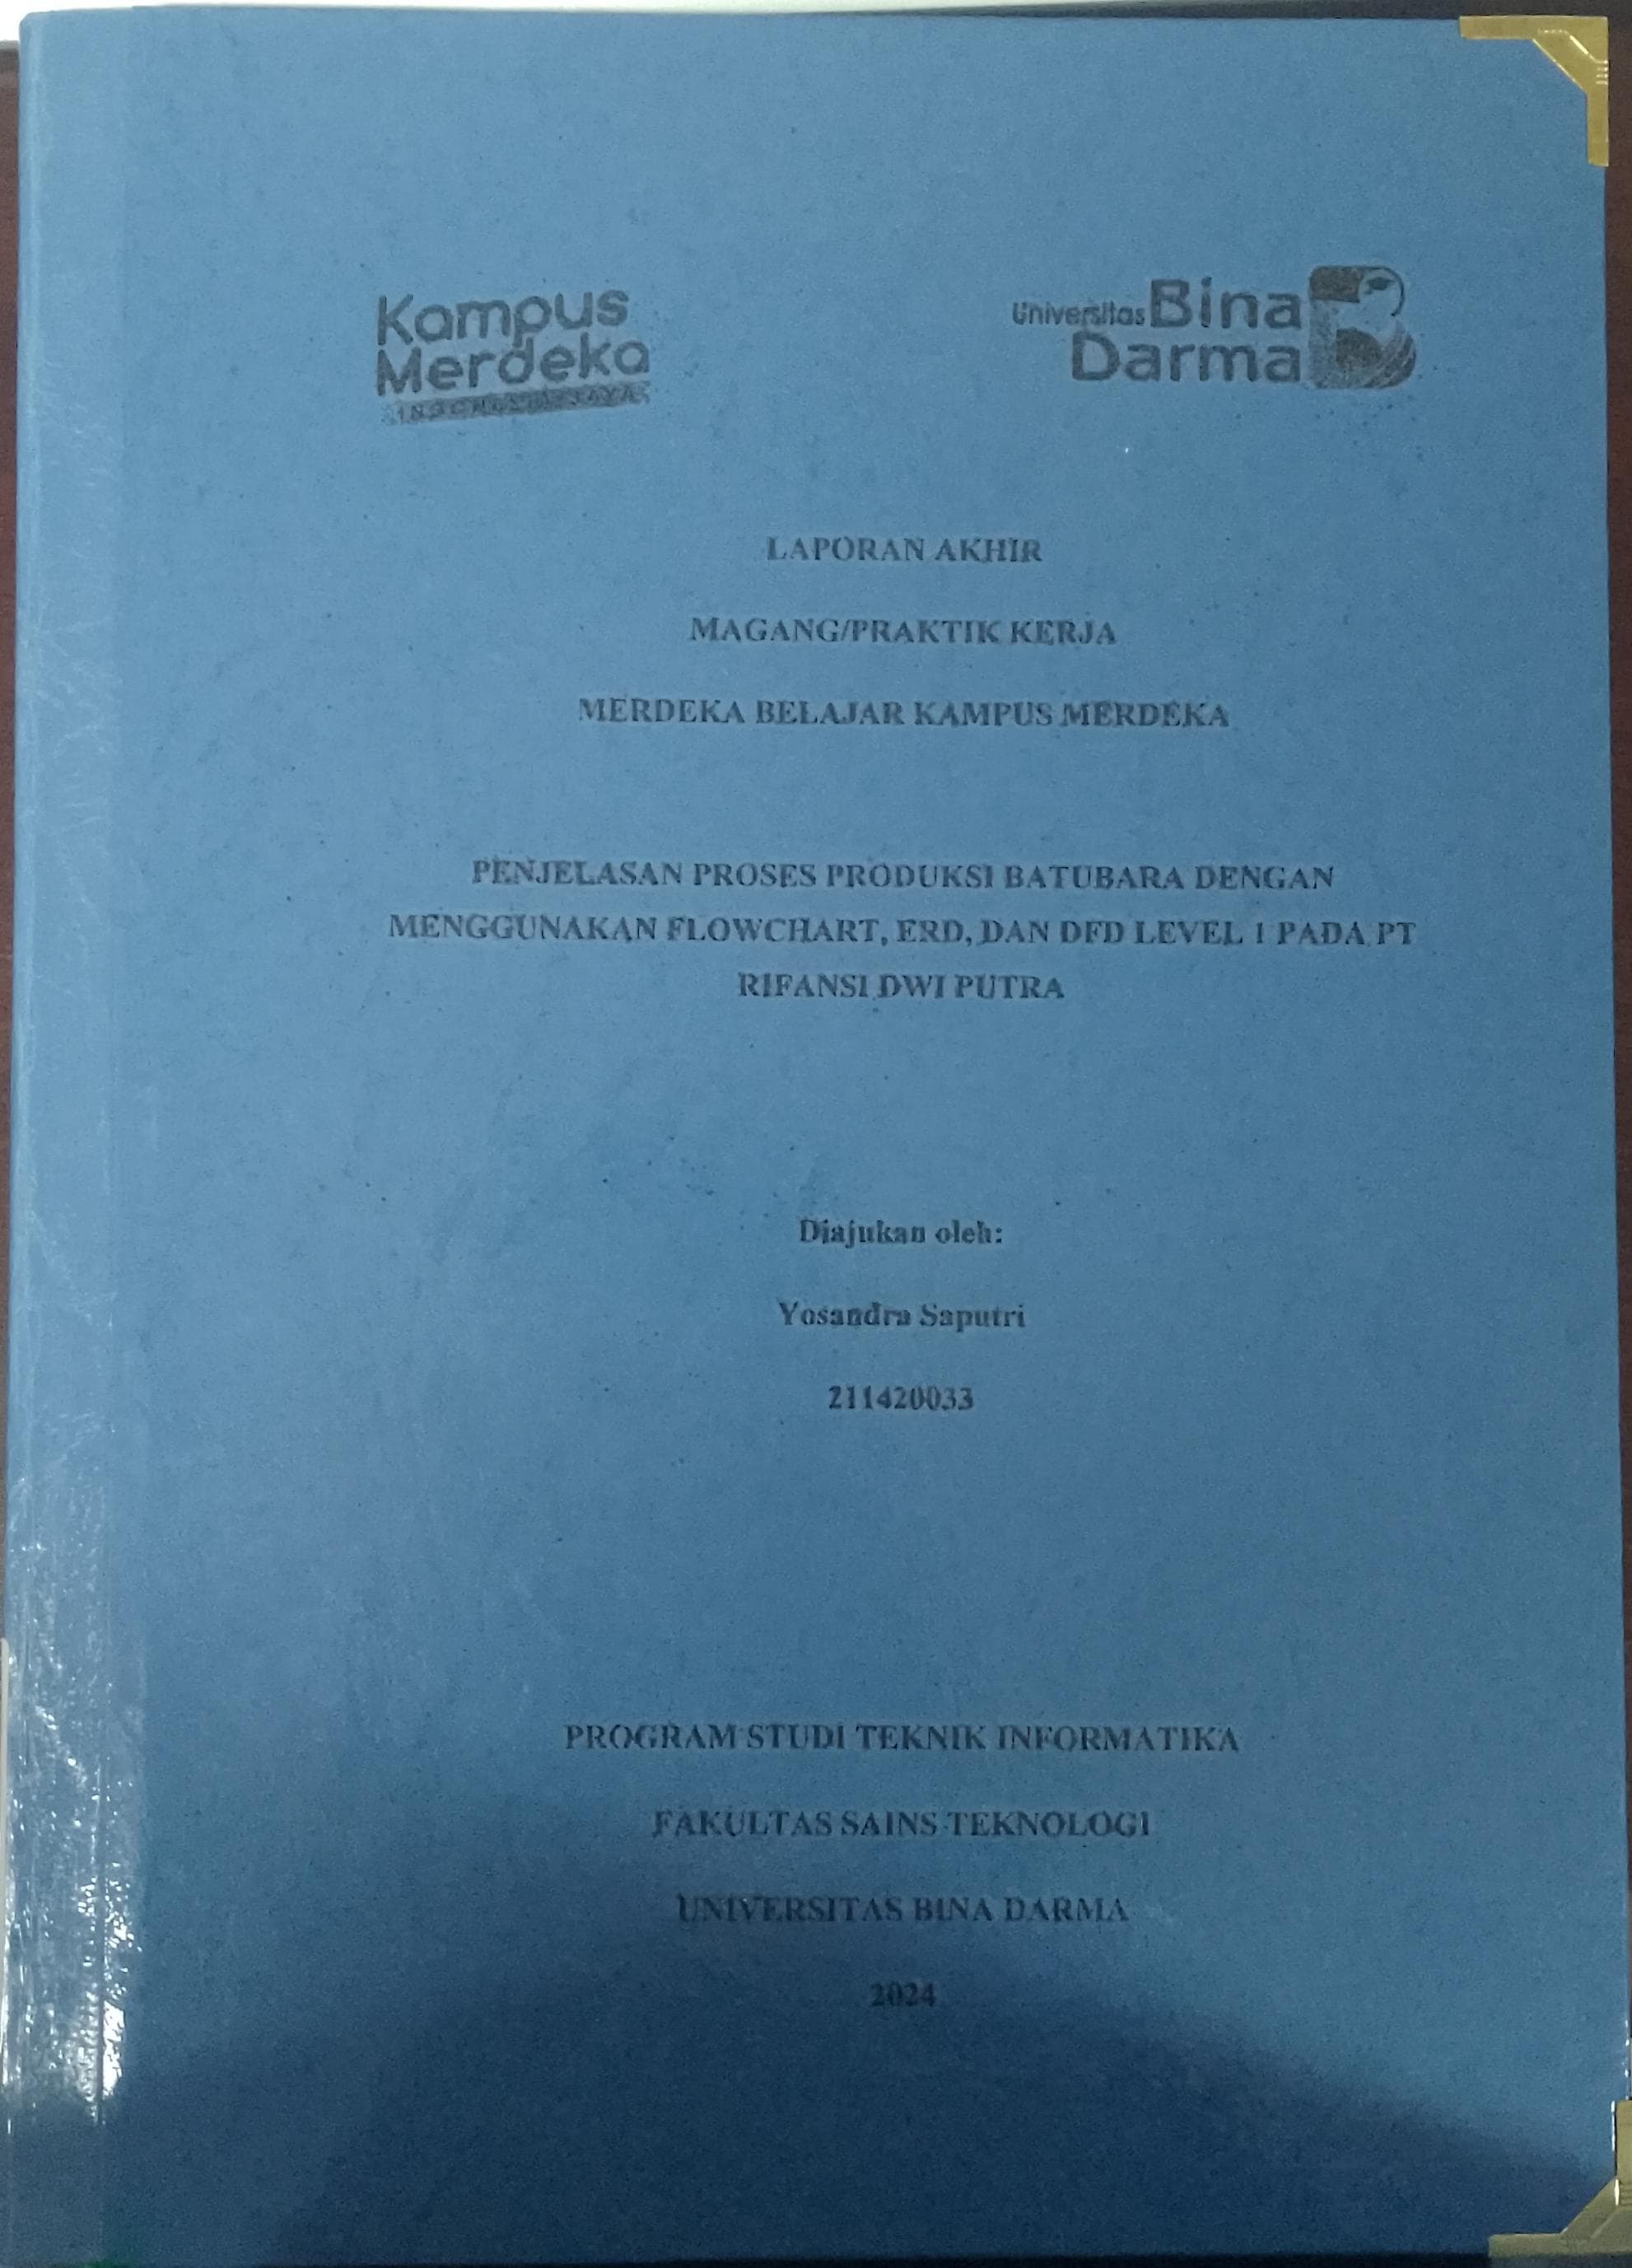 Kampus
Merdeka
INDONESIA JAYA
Universitas Bina
Darma
LAPORAN AKHIR
MAGANG/PRAKTIK KERJA
MERDEKA BELAJAR KAMPUS MERDEKA
PENJELASAN PROSES PRODUKSI BATUBARA DENGAN
MENGGUNAKAN FLOWCHART, ERD, DAN DFD LEVEL 1 PADA PT
RIFANSI DWI PUTRA
Diajukan oleh:
Yosandra Saputri
211420033
PROGRAM STUDI TEKNIK INFORMATIKA
FAKULTAS SAINS TEKNOLOGI
UNIVERSITAS BINA DARMA
2024